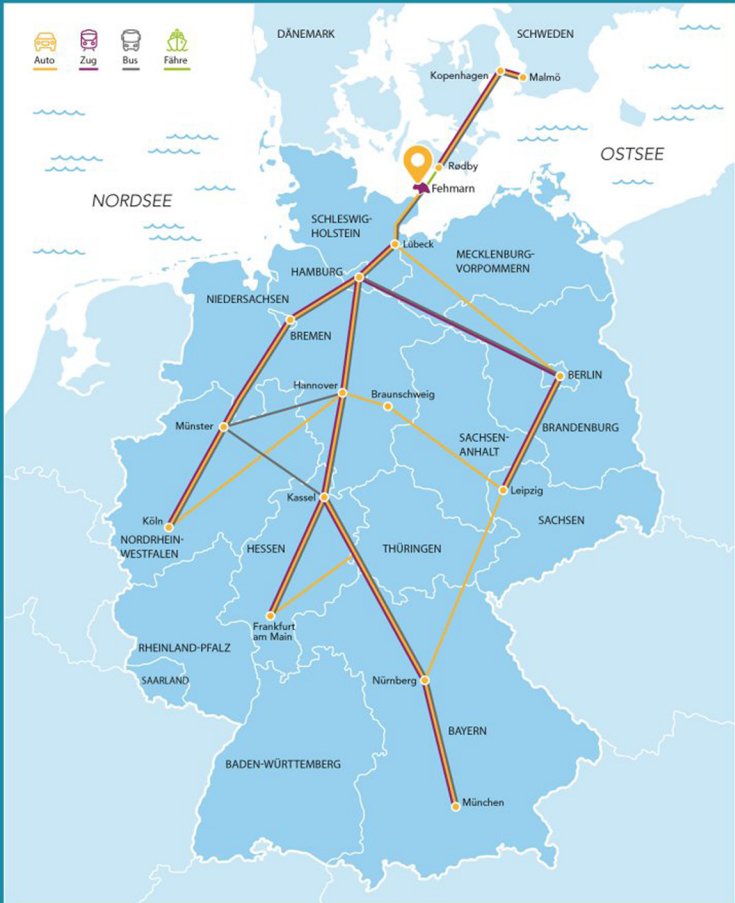 DÄNEMARK
SCHWEDEN
Auto
Zug
Bus
Fähre
Kopenhagen
Malmö
OSTSEE
Rødby
Fehmarn
NORDSEE
SCHLESWIG-
HOLSTEIN
Lübeck
MECKLENBURG-
VORPOMMERN
HAMBURG
NIEDERSACHSEN
BREMEN
BERLIN
Hannover
Braunschweig
Münster
BRANDENBURG
SACHSEN-
ANHALT
Leipzig
Kassel
Köln
SACHSEN
NORDRHEIN-
WESTFALEN
HESSEN
THÜRINGEN
Frankfurt
am Main
RHEINLAND-PFALZ
SAARLAND
Nürnberg
BAYERN
BADEN-WÜRTTEMBERG
München